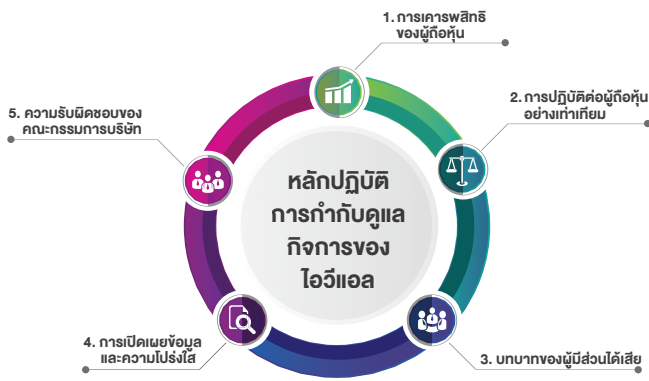 1. การเคารพสิทธิ
ของผู้ถือหุ้น
2. การปฏิบัติต่อผู้ถือหุ้น
อย่างเท่าเทียม
5. ความรับผิดชอบของ
คณะกรรมการบริษัท
หลักปฏิบัติ
การกำกับดูแล
กิจการของ
ไอวีแอล
4. การเปิดเผยข้อมูล
และความโปร่งใส
3. บทบาทของผู้มีส่วนได้เสีย